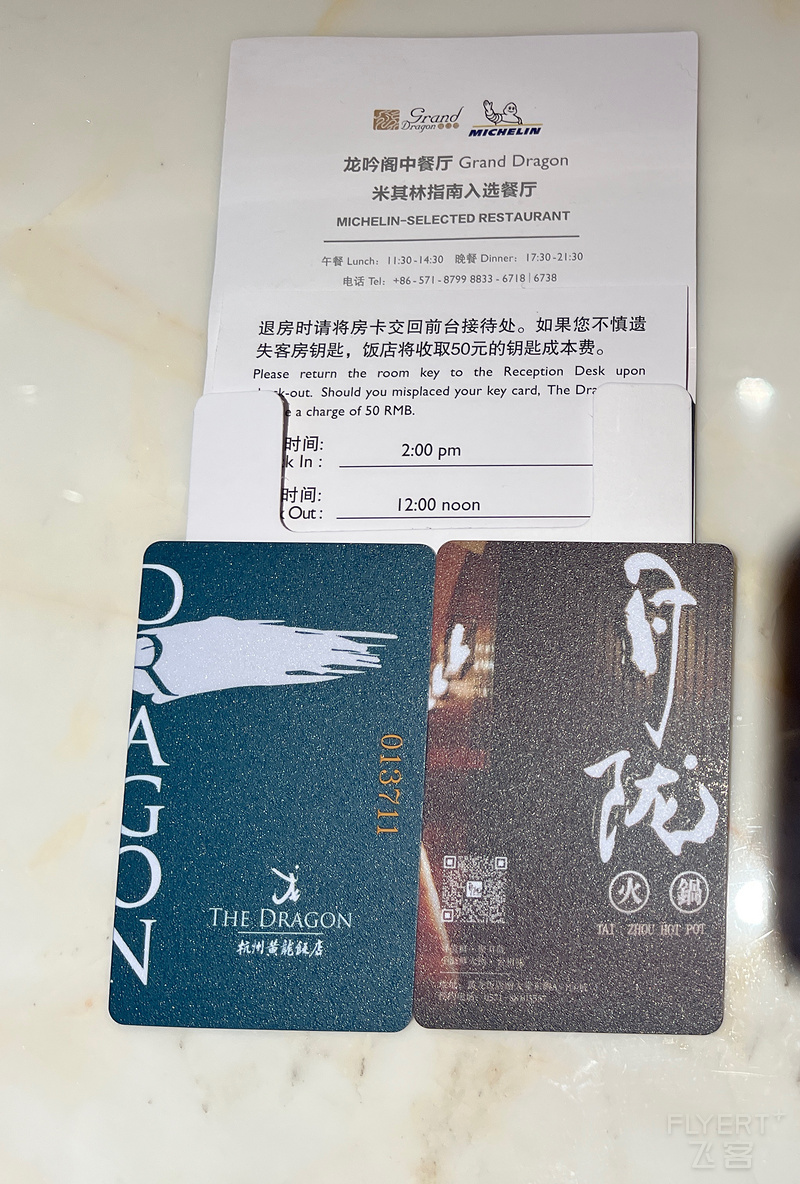 Grand
Dragon
MICHELIN
龙吟阁中餐厅 Grand Dragon
米其林指南入选餐厅
MICHELIN-SELECTED RESTAURANT
午餐 Lunch: 11:30-14:30 晚餐 Dinner: 17:30-21:30
电话 Tel: +86-571-8799 8833-6718|6738
退房时请将房卡交回前台接待处。如果您不慎遗
失客房钥匙，饭店将收取50元的钥匙成本费。
Please return the room key to the Reception Desk upon
-out. Should you misplaced your key card, The Dra
a charge of 50 RMB.
时间:
k In : 2:00 pm
时间:
Out : 12:00 noon
DRAGON
013711
THE DRAGON
杭州黄龍飯店
月陇
火鍋
TAI ZHOU HOT POT
FLYERT+
飞客